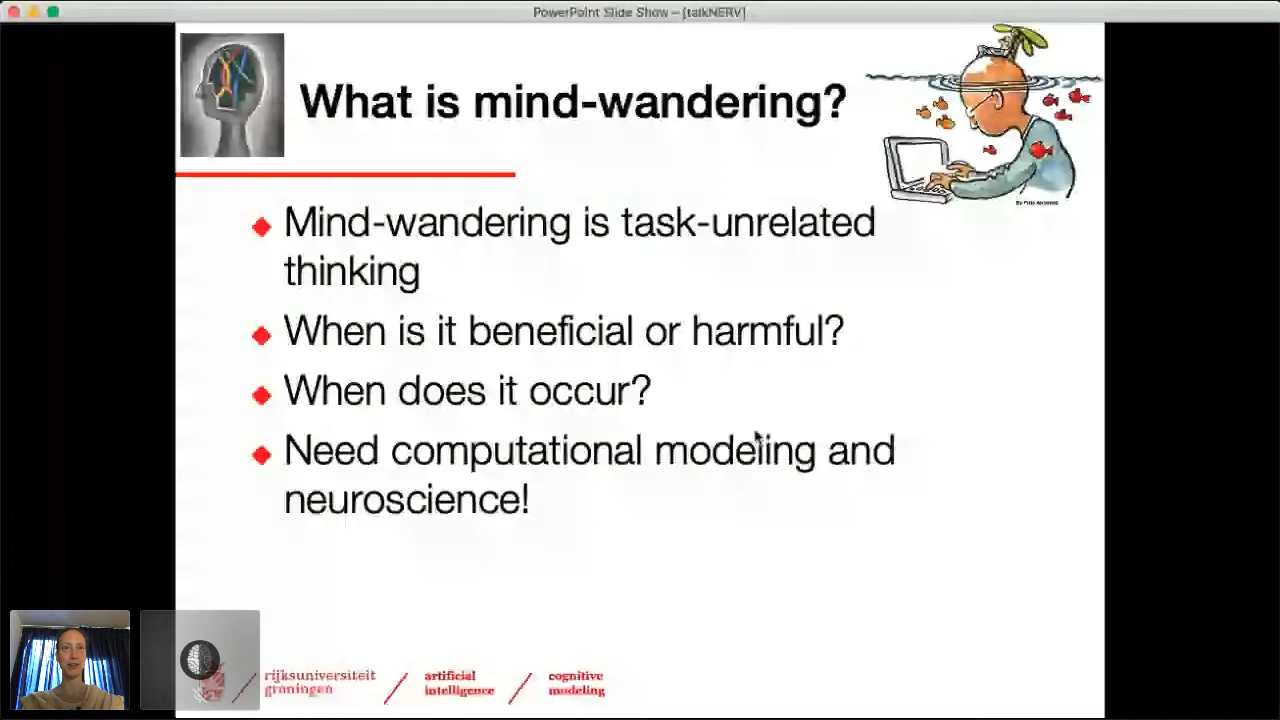 PowerPoint Slide Show – [talkNERV]
What is mind-wandering?
Mind-wandering is task-unrelated
thinking
When is it beneficial or harmful?
When does it occur?
Need computational modeling and
neuroscience!
rijksuniversiteit
groningen
artificial
intelligence
cognitive
modeling